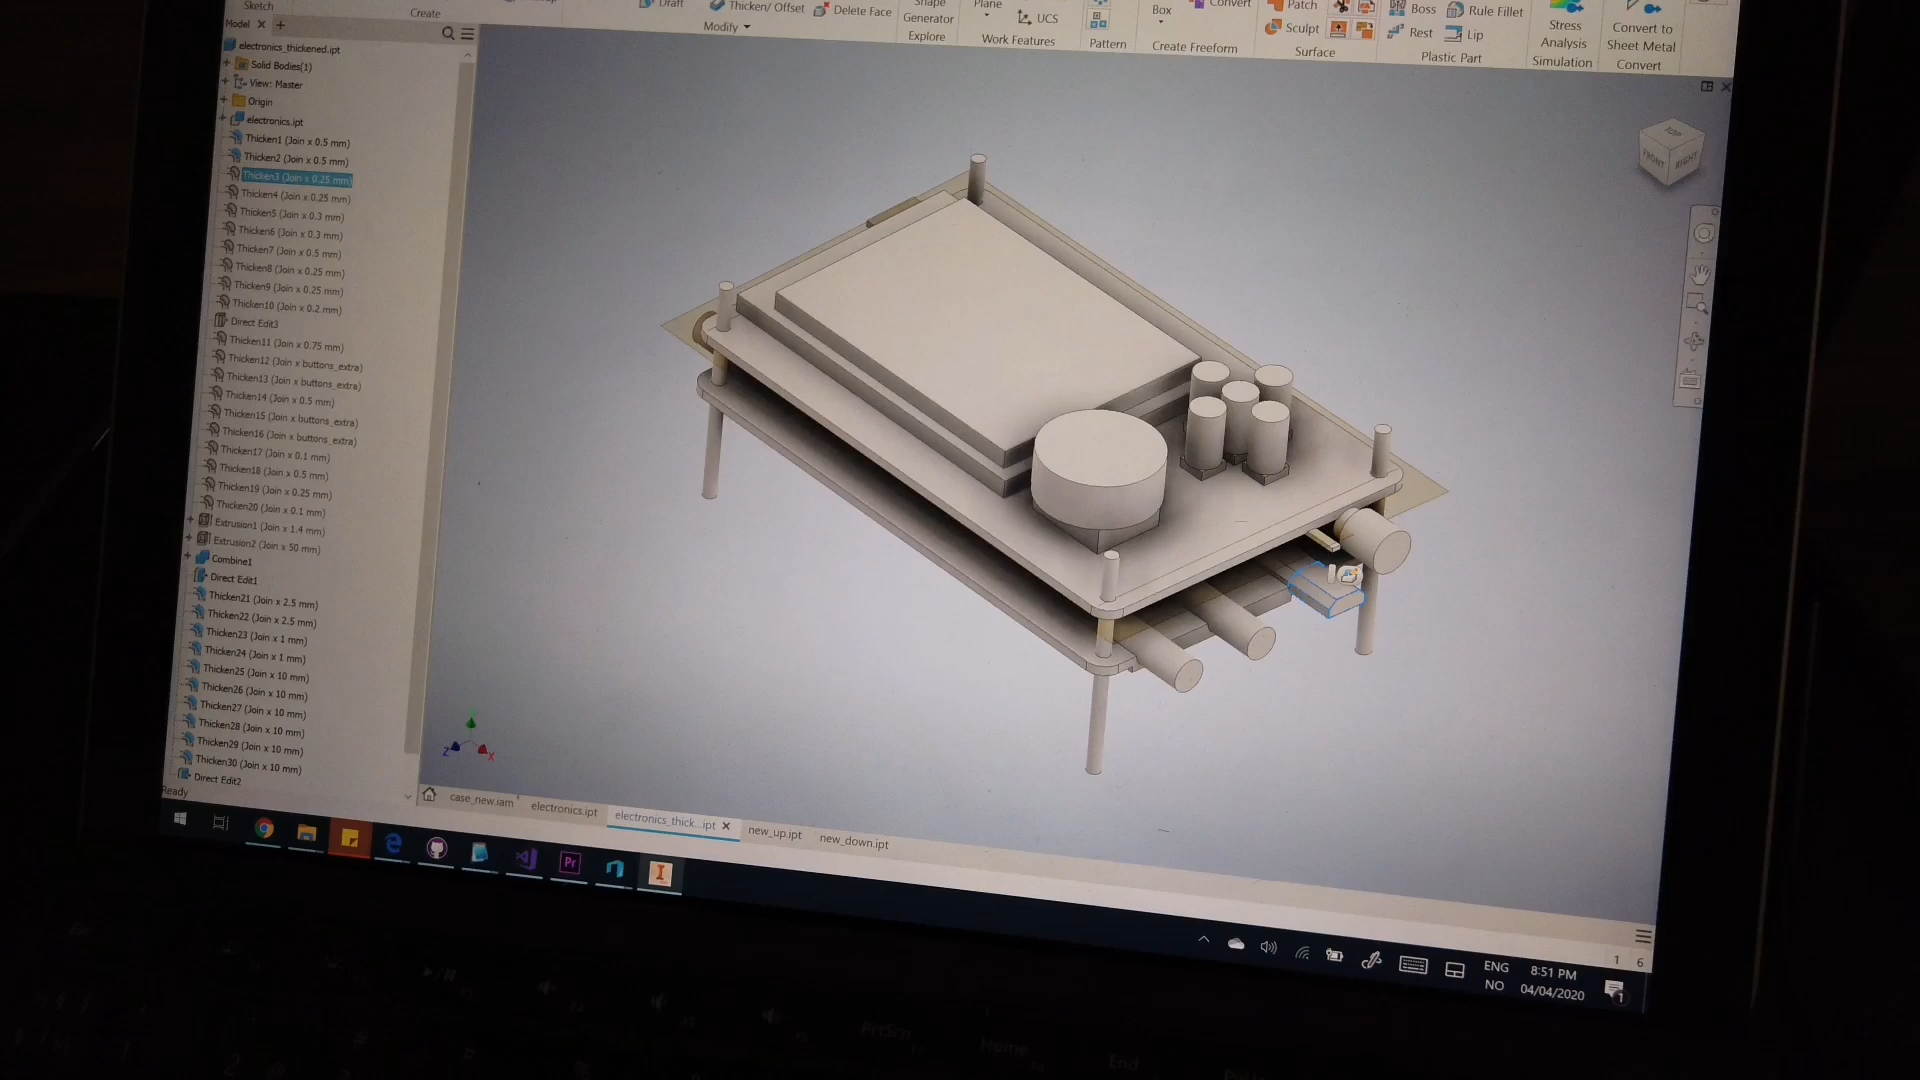 Sketch
Create
Draft
Thicken/ Offset
Delete Face
Modify
Shape
Generator
Explore
Plane
UCS
Work Features
Pattern
Box
Convert
Create Freeform
Patch
Sculpt
Surface
Boss
Rule Fillet
Rest
Lip
Plastic Part
Stress
Analysis
Simulation
Convert to
Sheet Metal
Convert
Model
electronics_thickened.ipt
Solid Bodies(1)
View: Master
Origin
electronics.ipt
Thicken1 (Join x 0.5 mm)
Thicken2 (Join x 0.5 mm)
Thicken3 (Join x 0.25 mm)
Thicken4 (Join x 0.25 mm)
Thicken5 (Join x 0.3 mm)
Thicken6 (Join x 0.3 mm)
Thicken7 (Join x 0.5 mm)
Thicken8 (Join x 0.25 mm)
Thicken9 (Join x 0.25 mm)
Thicken10 (Join x 0.2 mm)
Direct Edit3
Thicken11 (Join x 0.75 mm)
Thicken12 (Join x buttons_extra)
Thicken13 (Join x buttons_extra)
Thicken14 (Join x 0.5 mm)
Thicken15 (Join x buttons_extra)
Thicken16 (Join x buttons_extra)
Thicken17 (Join x 0.1 mm)
Thicken18 (Join x 0.5 mm)
Thicken19 (Join x 0.25 mm)
Thicken20 (Join x 0.1 mm)
Extrusion1 (Join x 1.4 mm)
Extrusion2 (Join x 50 mm)
Combine1
Direct Edit1
Thicken21 (Join x 2.5 mm)
Thicken22 (Join x 2.5 mm)
Thicken23 (Join x 1 mm)
Thicken24 (Join x 1 mm)
Thicken25 (Join x 10 mm)
Thicken26 (Join x 10 mm)
Thicken27 (Join x 10 mm)
Thicken28 (Join x 10 mm)
Thicken29 (Join x 10 mm)
Thicken30 (Join x 10 mm)
Direct Edit2
Ready
TOP
FRONT
RIGHT
Z
X
case_new.iam
electronics.ipt
electronics_thick...ipt
new_up.ipt
new_down.ipt
1 6
Pr
I
ENG
NO
8:51 PM
04/04/2020
1
PrtScn
Home
End